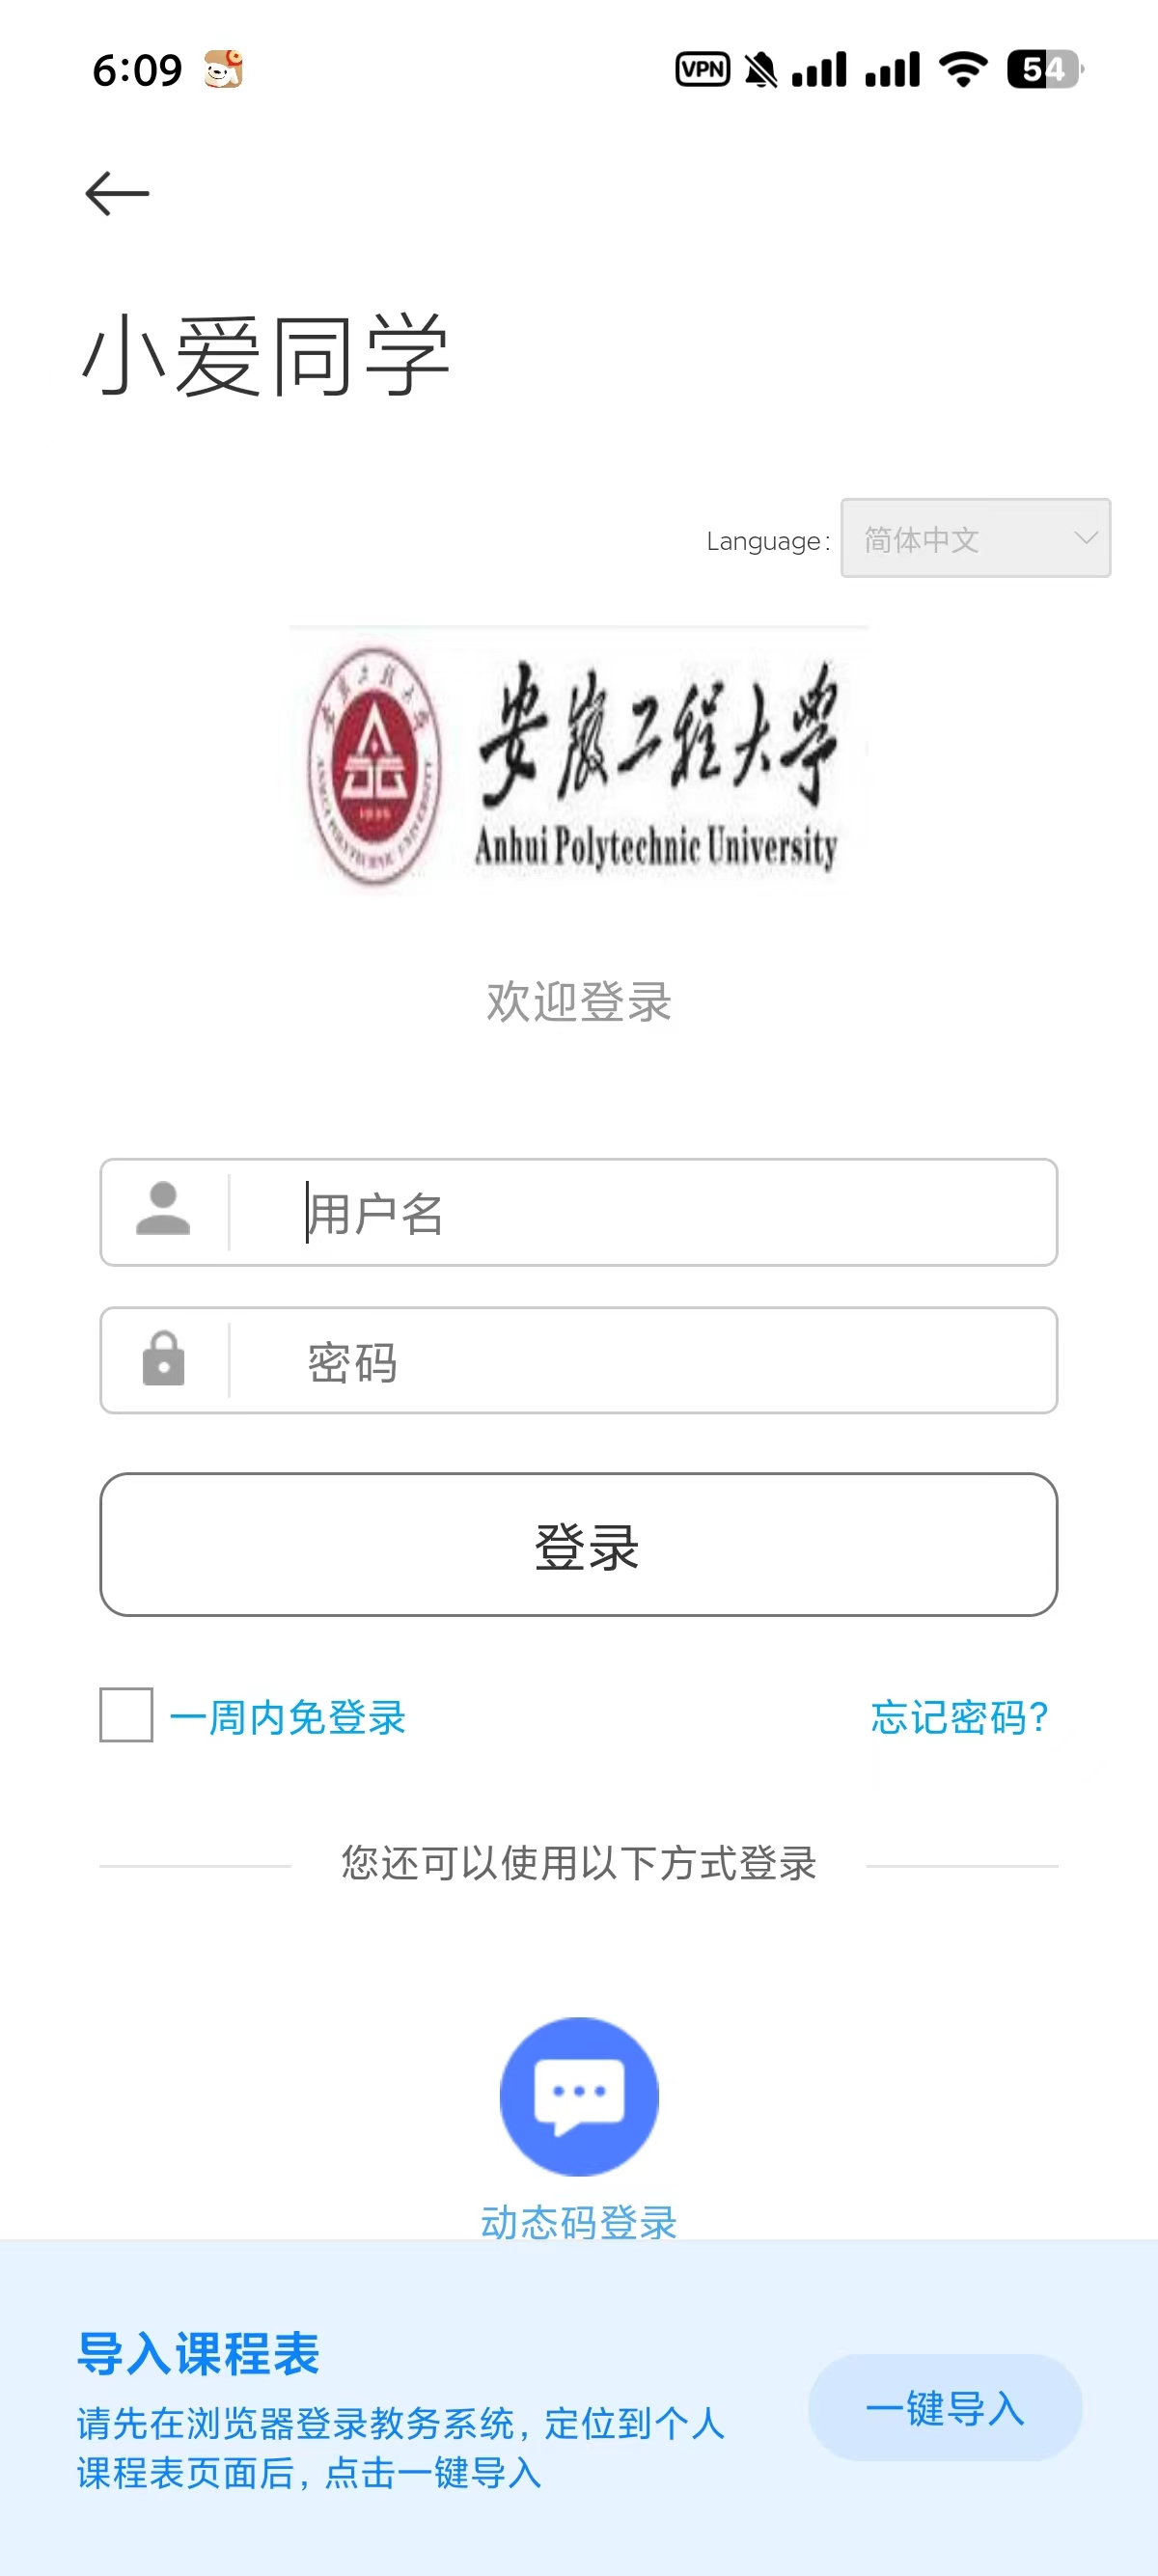 6:09
VPN
54
小爱同学
Language:
简体中文
安徽工程大学
Anhui Polytechnic University
欢迎登录
用户名
密码
登录
一周内免登录
忘记密码?
您还可以使用以下方式登录
动态码登录
导入课程表
请先在浏览器登录教务系统, 定位到个人
课程表页面后, 点击一键导入
一键导入